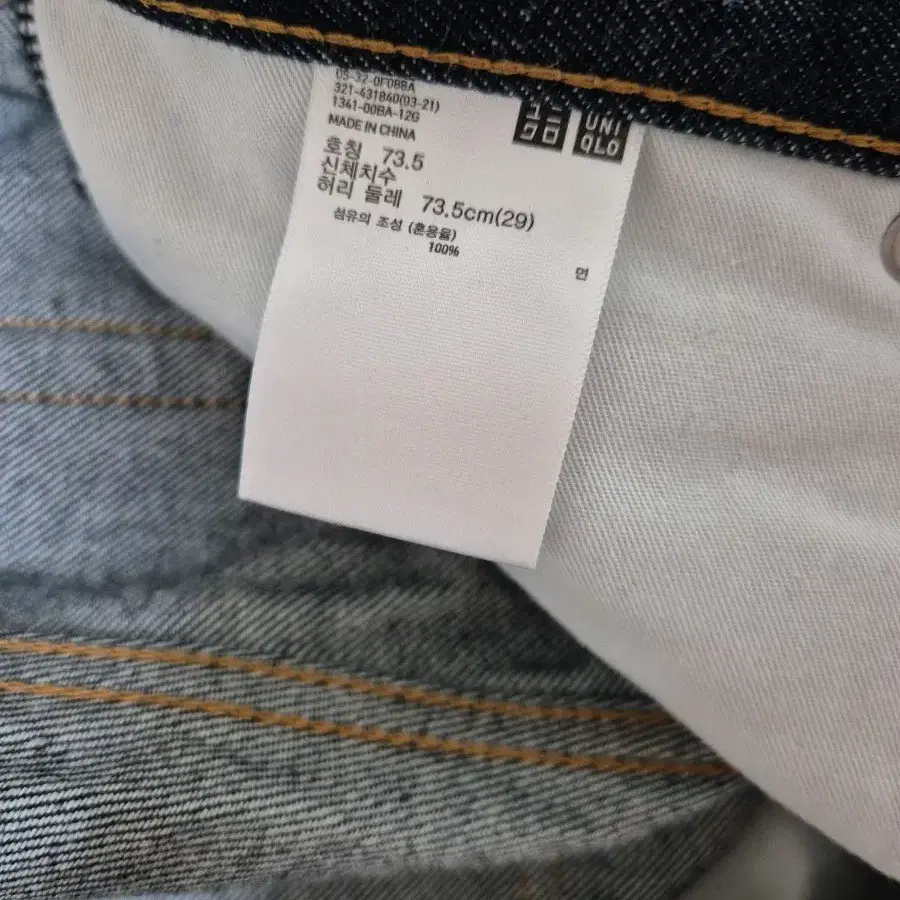 05-32-0F08BA
321-431840(93-21)
1341-00BA-12G
MADE IN CHINA
호칭 73.5
신체치수
허리 둘레 73.5cm(29)
섬유의 조성 (혼용율)
100%
면
ユニ
クロ
UNI
QLO